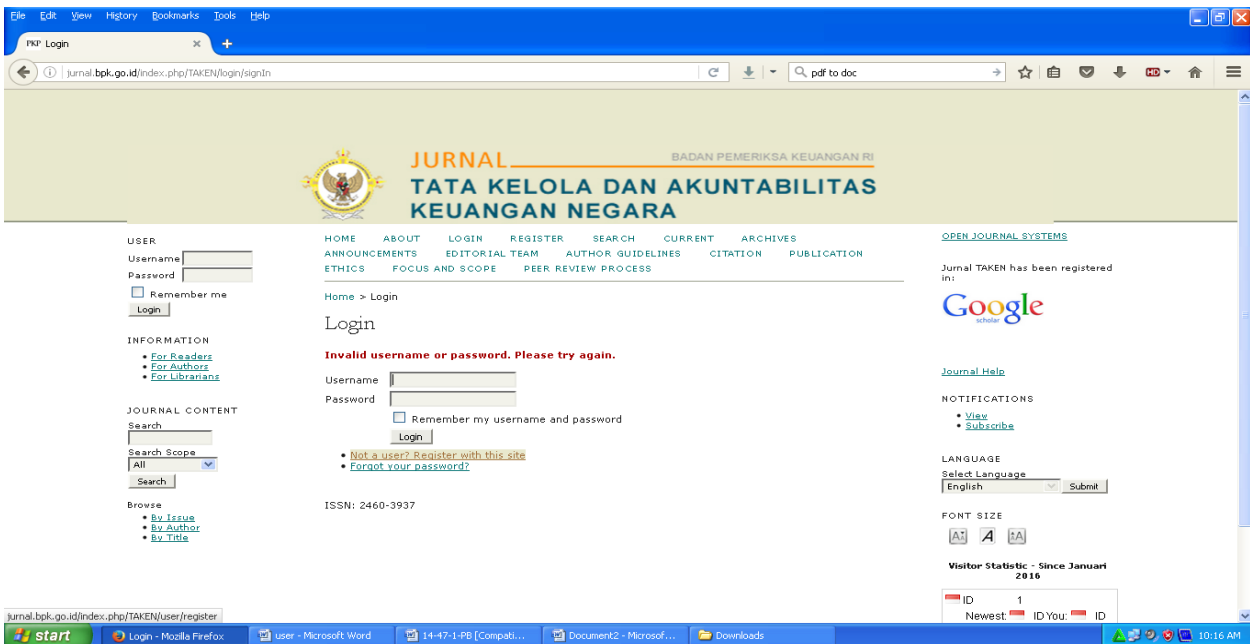 File Edit View History Bookmarks Tools Help
PKP Login
jurnal.bpk.go.id/index.php/TAKEN/login/signIn
pdf to doc
HD
JURNAL
BADAN PEMERIKSA KEUANGAN RI
TATA KELOLA DAN AKUNTABILITAS
KEUANGAN NEGARA
USER
Username
Password
Remember me
Login
INFORMATION
For Readers
For Authors
For Librarians
JOURNAL CONTENT
Search
Search Scope
All
Search
Browse
By Issue
By Author
By Title
HOME ABOUT LOGIN REGISTER SEARCH CURRENT ARCHIVES
ANNOUNCEMENTS EDITORIAL TEAM AUTHOR GUIDELINES CITATION PUBLICATION
ETHICS FOCUS AND SCOPE PEER REVIEW PROCESS
Home > Login
Login
Invalid username or password. Please try again.
Username
Password
Remember my username and password
Login
Not a user? Register with this site
Forgot your password?
ISSN: 2460-3937
OPEN JOURNAL SYSTEMS
Jurnal TAKEN has been registered
in:
Google
scholar
Journal Help
NOTIFICATIONS
View
Subscribe
LANGUAGE
Select Language
English
Submit
FONT SIZE
A A A
Visitor Statistic - Since Januari
2016
ID 1
Newest: ID You: ID
jurnal.bpk.go.id/index.php/TAKEN/user/register
start
Login - Mozilla Firefox
user - Microsoft Word
14-47-1-PB [Compati...
Document2 - Microsof...
Downloads
10:16 AM